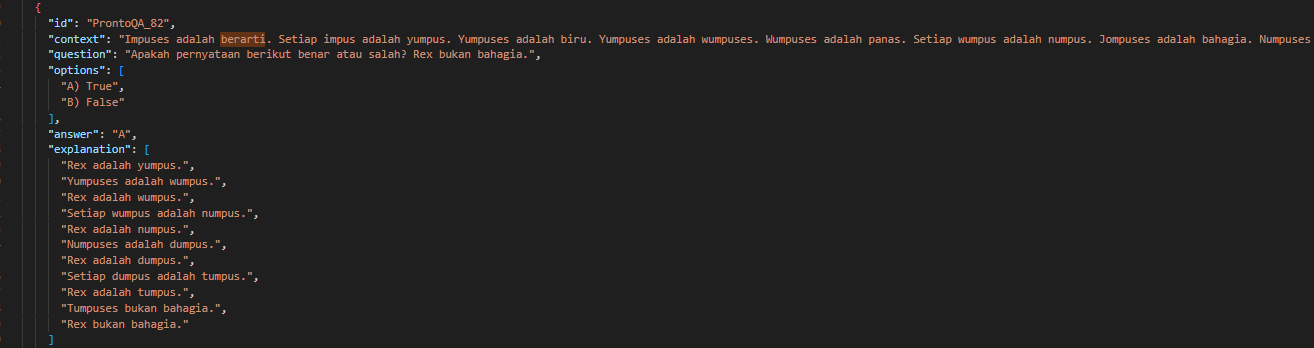 {
"id": "ProntoQA_82",
"context": "Impuses adalah berarti. Setiap impus adalah yumpus. Yumpuses adalah biru. Yumpuses adalah wumpuses. Wumpuses adalah panas. Setiap wumpus adalah numpus. Jompuses adalah bahagia. Numpuses
"question": "Apakah pernyataan berikut benar atau salah? Rex bukan bahagia.",
"options": [
"A) True",
"B) False"
],
"answer": "A",
"explanation": [
"Rex adalah yumpus.",
"Yumpuses adalah wumpus.",
"Rex adalah wumpus.",
"Setiap wumpus adalah numpus.",
"Rex adalah numpus.",
"Numpuses adalah dumpus.",
"Rex adalah dumpus.",
"Setiap dumpus adalah tumpus.",
"Rex adalah tumpus.",
"Tumpuses bukan bahagia.",
"Rex bukan bahagia."
]